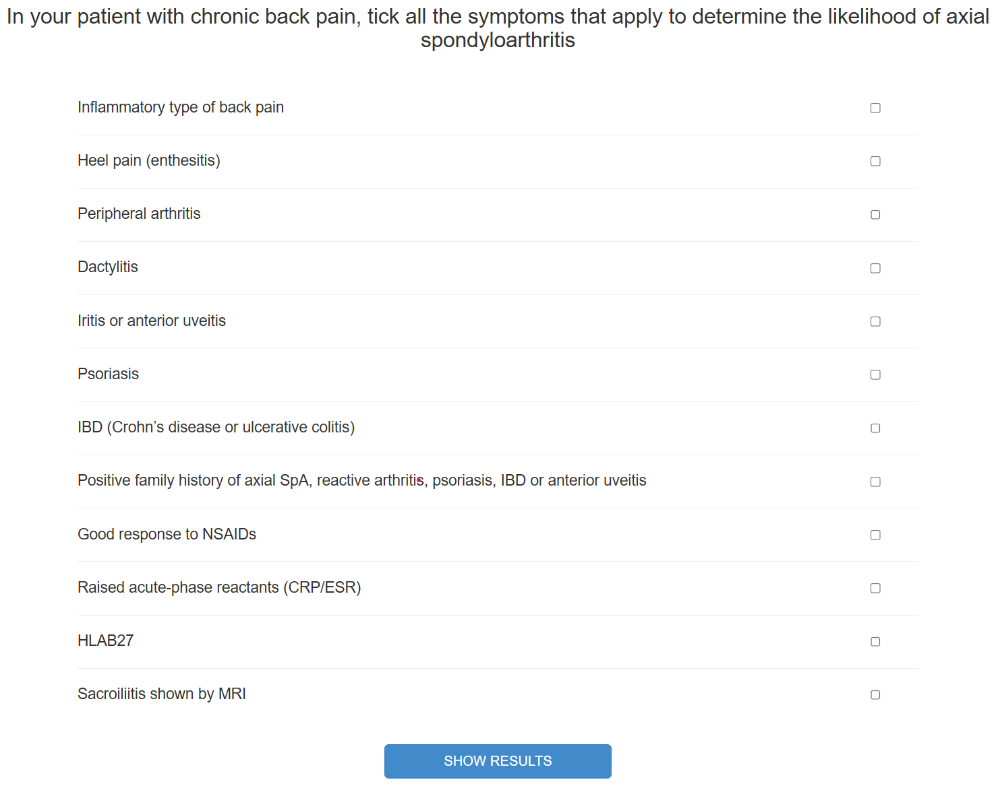 In your patient with chronic back pain, tick all the symptoms that apply to determine the likelihood of axial
spondyloarthritis
Inflammatory type of back pain
Heel pain (enthesitis)
Peripheral arthritis
Dactylitis
Iritis or anterior uveitis
Psoriasis
IBD (Crohn’s disease or ulcerative colitis)
Positive family history of axial SpA, reactive arthritis, psoriasis, IBD or anterior uveitis
Good response to NSAIDs
Raised acute-phase reactants (CRP/ESR)
HLAB27
Sacroiliitis shown by MRI
SHOW RESULTS